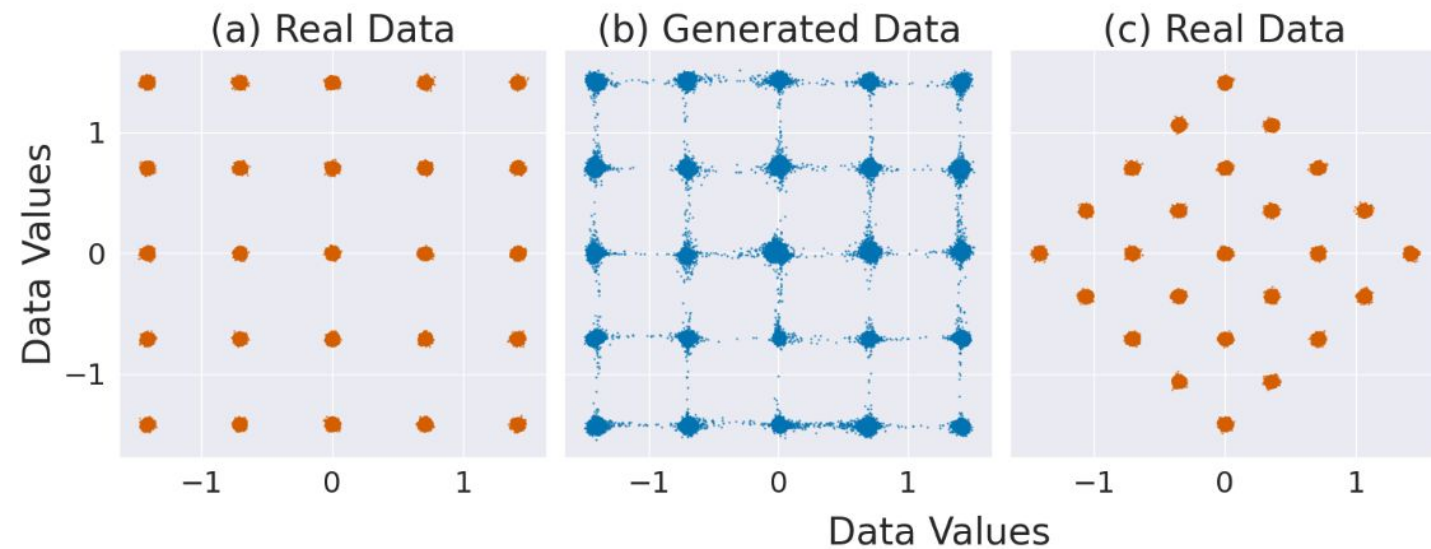 (a) Real Data
(b) Generated Data
(c) Real Data
Data Values
1
0
−1
−1 0 1
−1 0 1
−1 0 1
Data Values